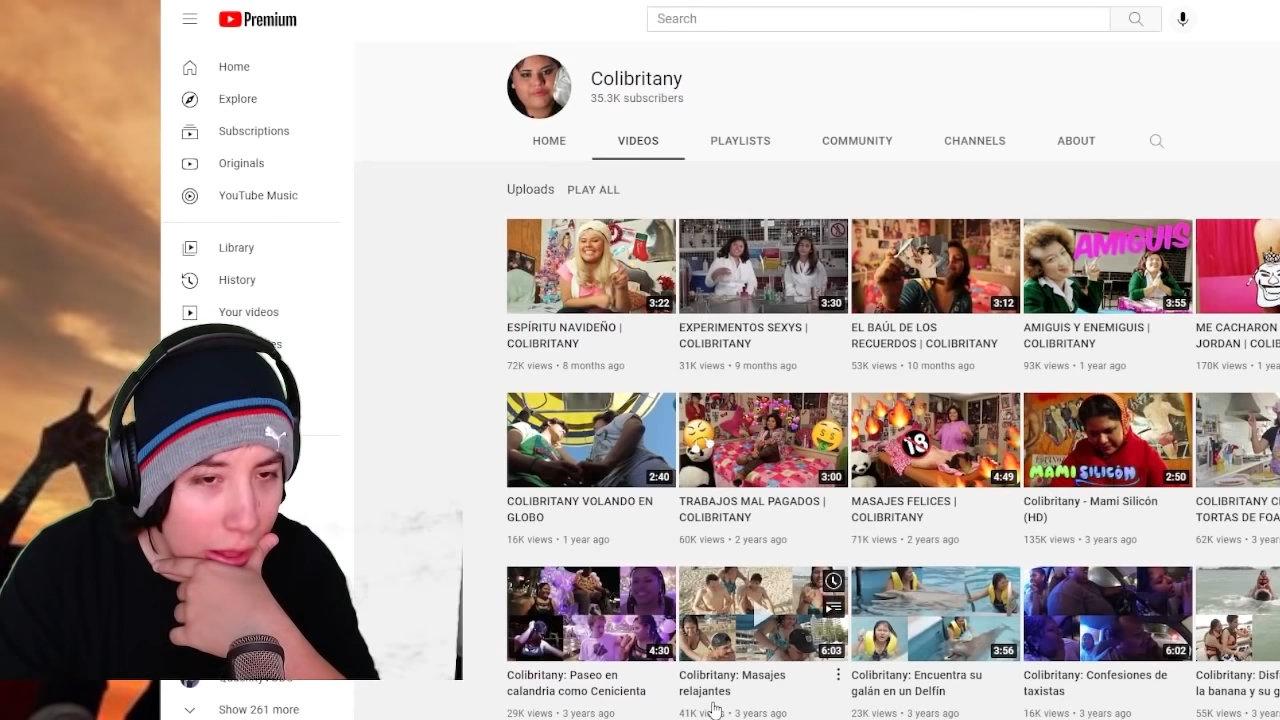 Premium
Search
Home
Explore
Subscriptions
Originals
YouTube Music
Library
History
Your videos
Show 261 more
Colibritany
35.3K subscribers
HOME VIDEOS PLAYLISTS COMMUNITY CHANNELS ABOUT
Uploads PLAY ALL
AMIGUIS
3:22 3:30 3:12 3:55
ESPÍRITU NAVIDEÑO | EXPERIMENTOS SEXYS | EL BAÚL DE LOS AMIGUIS Y ENEMIGUIS | ME CACHARON
COLIBRITANY COLIBRITANY RECUERDOS | COLIBRITANY COLIBRITANY JORDAN |
72K views • 8 months ago 31K views • 9 months ago 53K views • 10 months ago 93K views • 1 year ago 170K views •
18
MAMI SILICÓN
2:40 3:00 4:49 2:50
COLIBRITANY VOLANDO EN TRABAJOS MAL PAGADOS | MASAJES FELICES | Colibritany - Mami Silicón COLIBRITANY
GLOBO COLIBRITANY COLIBRITANY (HD) TORTAS DE
16K views • 1 year ago 60K views • 2 years ago 71K views • 2 years ago 135K views • 3 years ago 62K views •
4:30 6:03 3:56 6:02
Colibritany: Paseo en Colibritany: Masajes Colibritany: Encuentra su Colibritany: Confesiones de Colibritany:
calandria como Cenicienta relajantes galán en un Delfín taxistas la banana y su
29K views • 3 years ago 41K • 3 years ago 23K views • 3 years ago 16K views • 3 years ago 55K views •